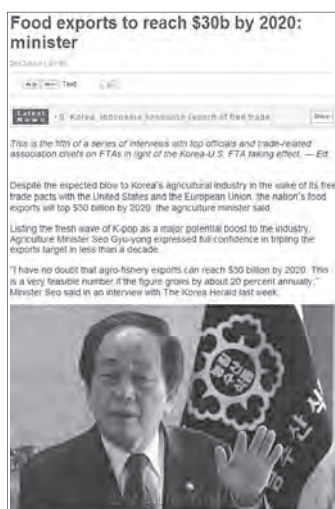 Food exports to reach $30b by 2020:
minister
Text
Latest
News
S. Korea, Indonesia announce launch of free trade
This is the fifth of a series of interviews with top officials and trade-related
association chiefs on FTAs in light of the Korea-U.S. FTA taking effect. — Ed.
Despite the expected blow to Korea's agricultural industry in the wake of its free
trade pacts with the United States and the European Union, the nation's food
exports will top $30 billion by 2020, the agriculture minister said.
Listing the fresh wave of K-pop as a major potential boost to the industry,
Agriculture Minister Seo Gyu-yong expressed full confidence in tripling the
exports target in less than a decade.
"I have no doubt that agro-fishery exports can reach $30 billion by 2020. This
is a very feasible number if the figure grows by about 20 percent annually,"
Minister Seo said in an interview with The Korea Herald last week.